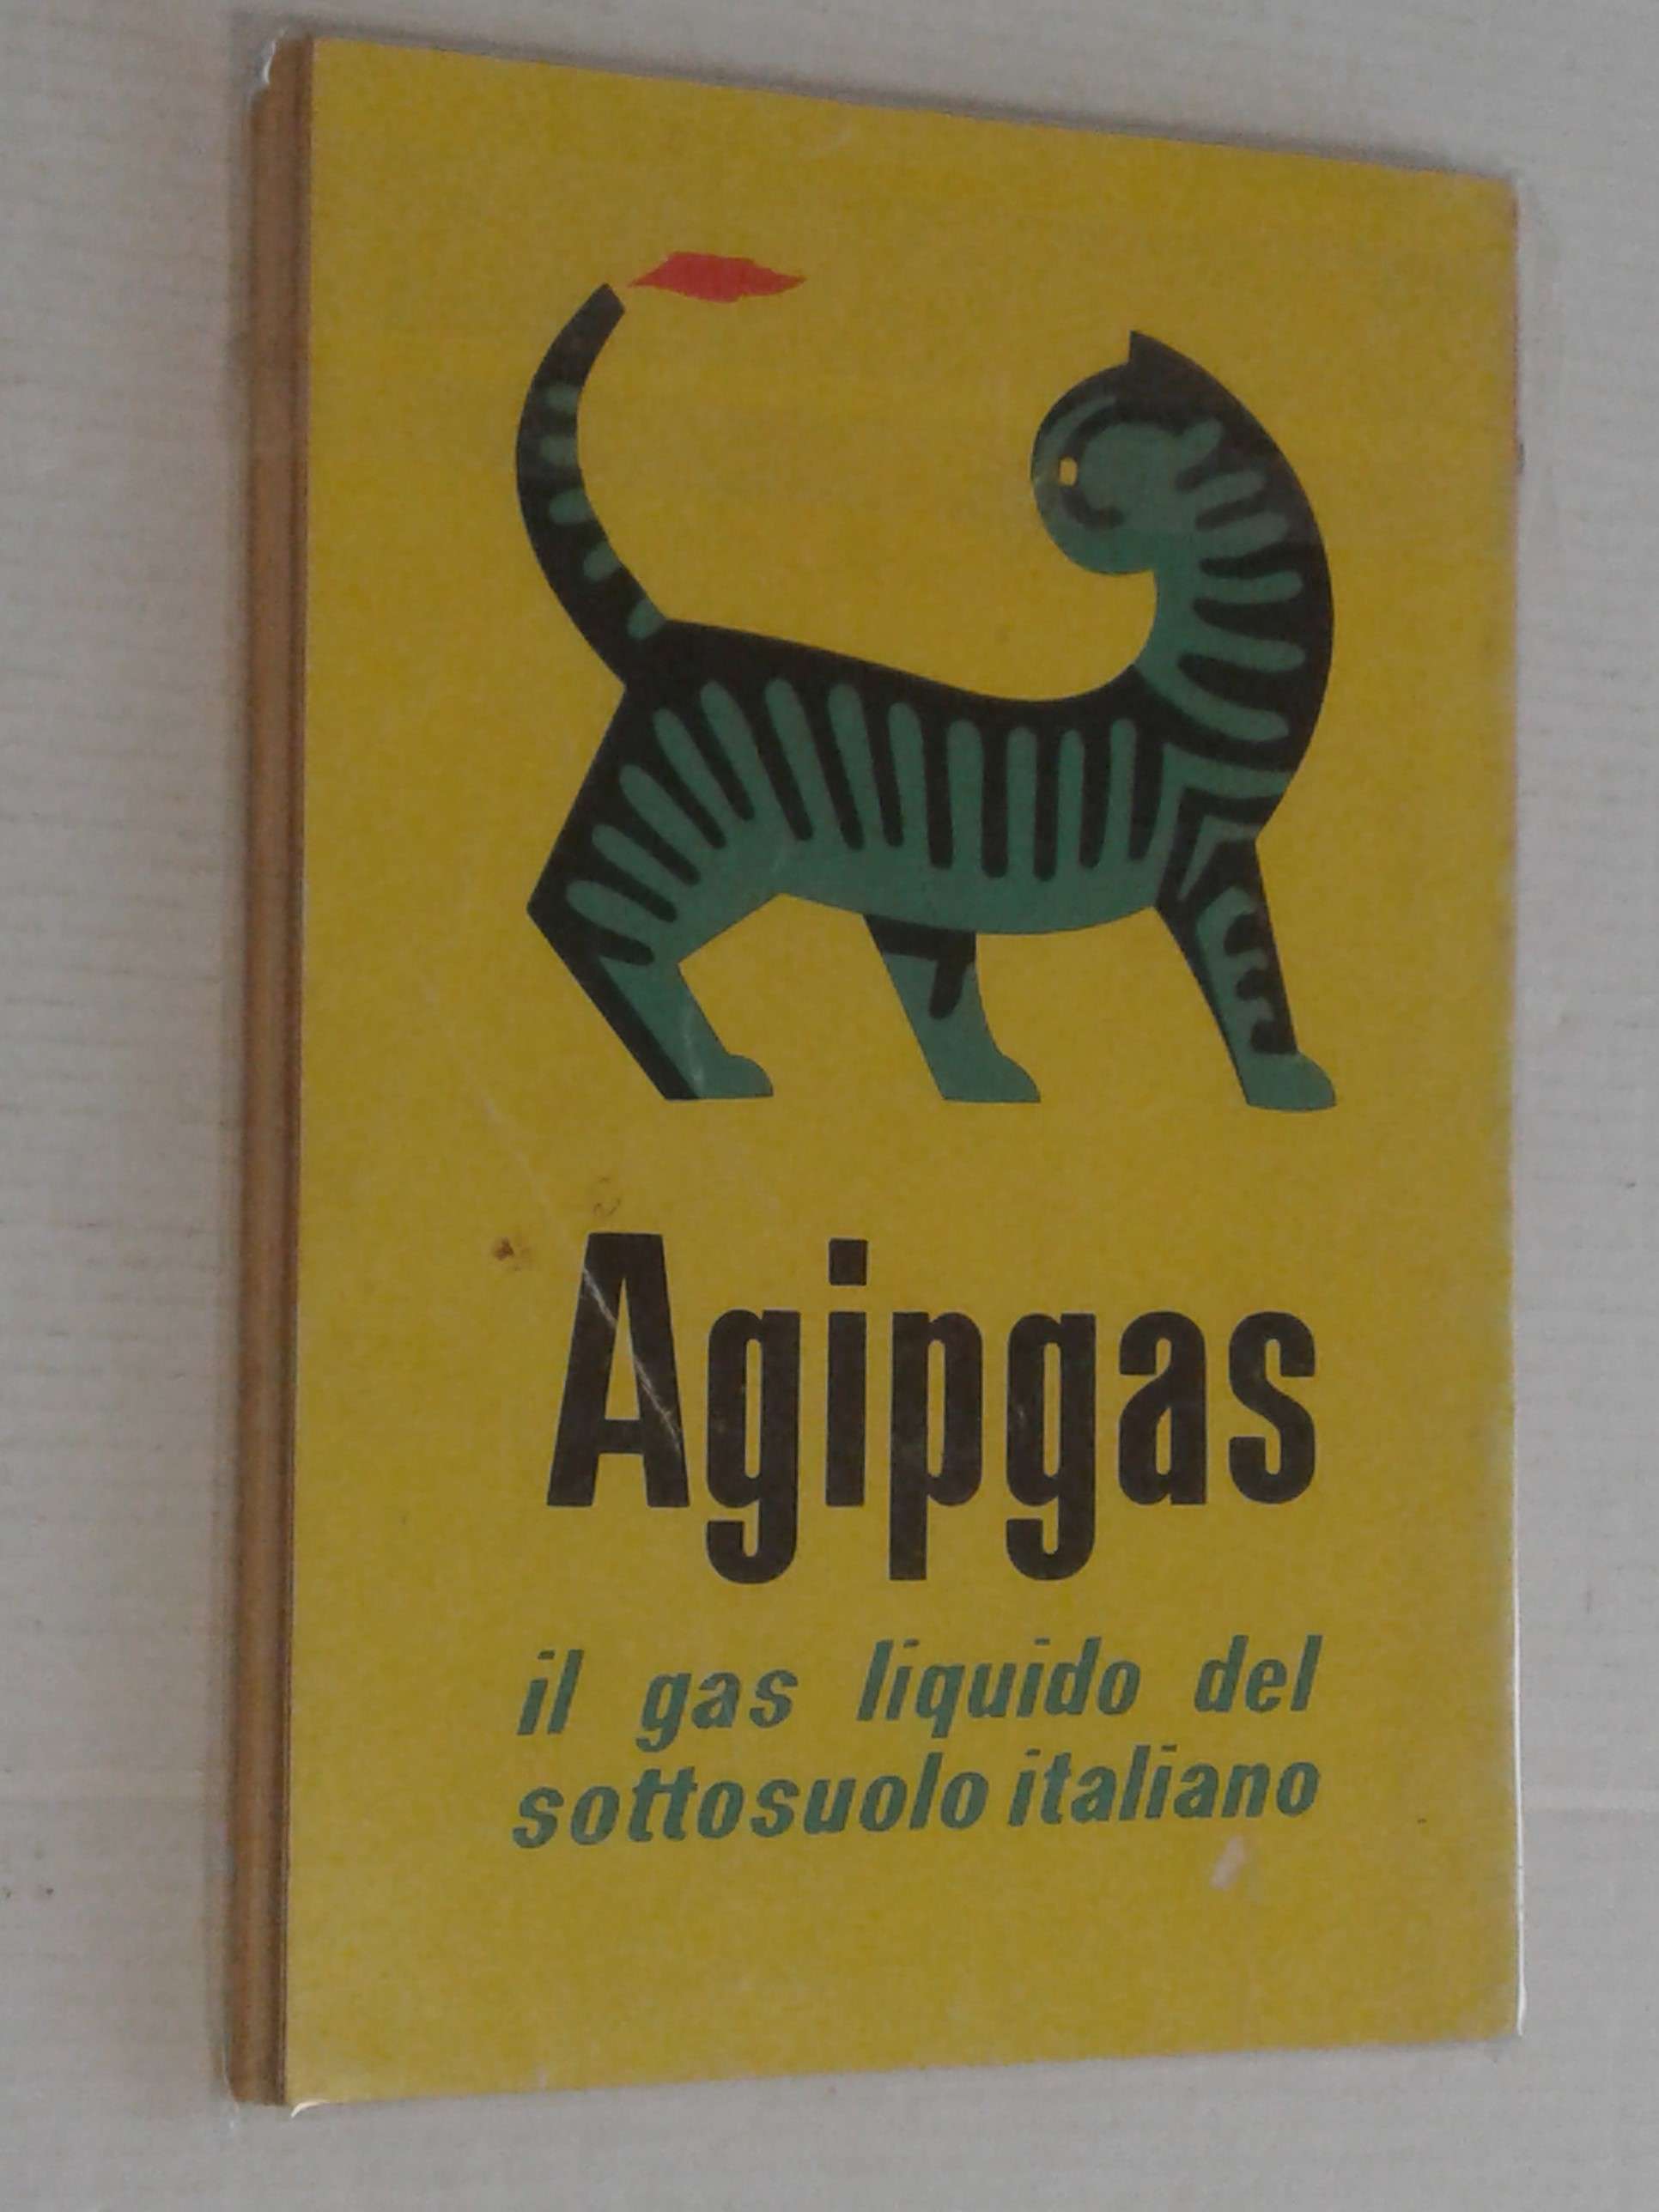 Agipgas
il gas liquido del
sottosuolo italiano